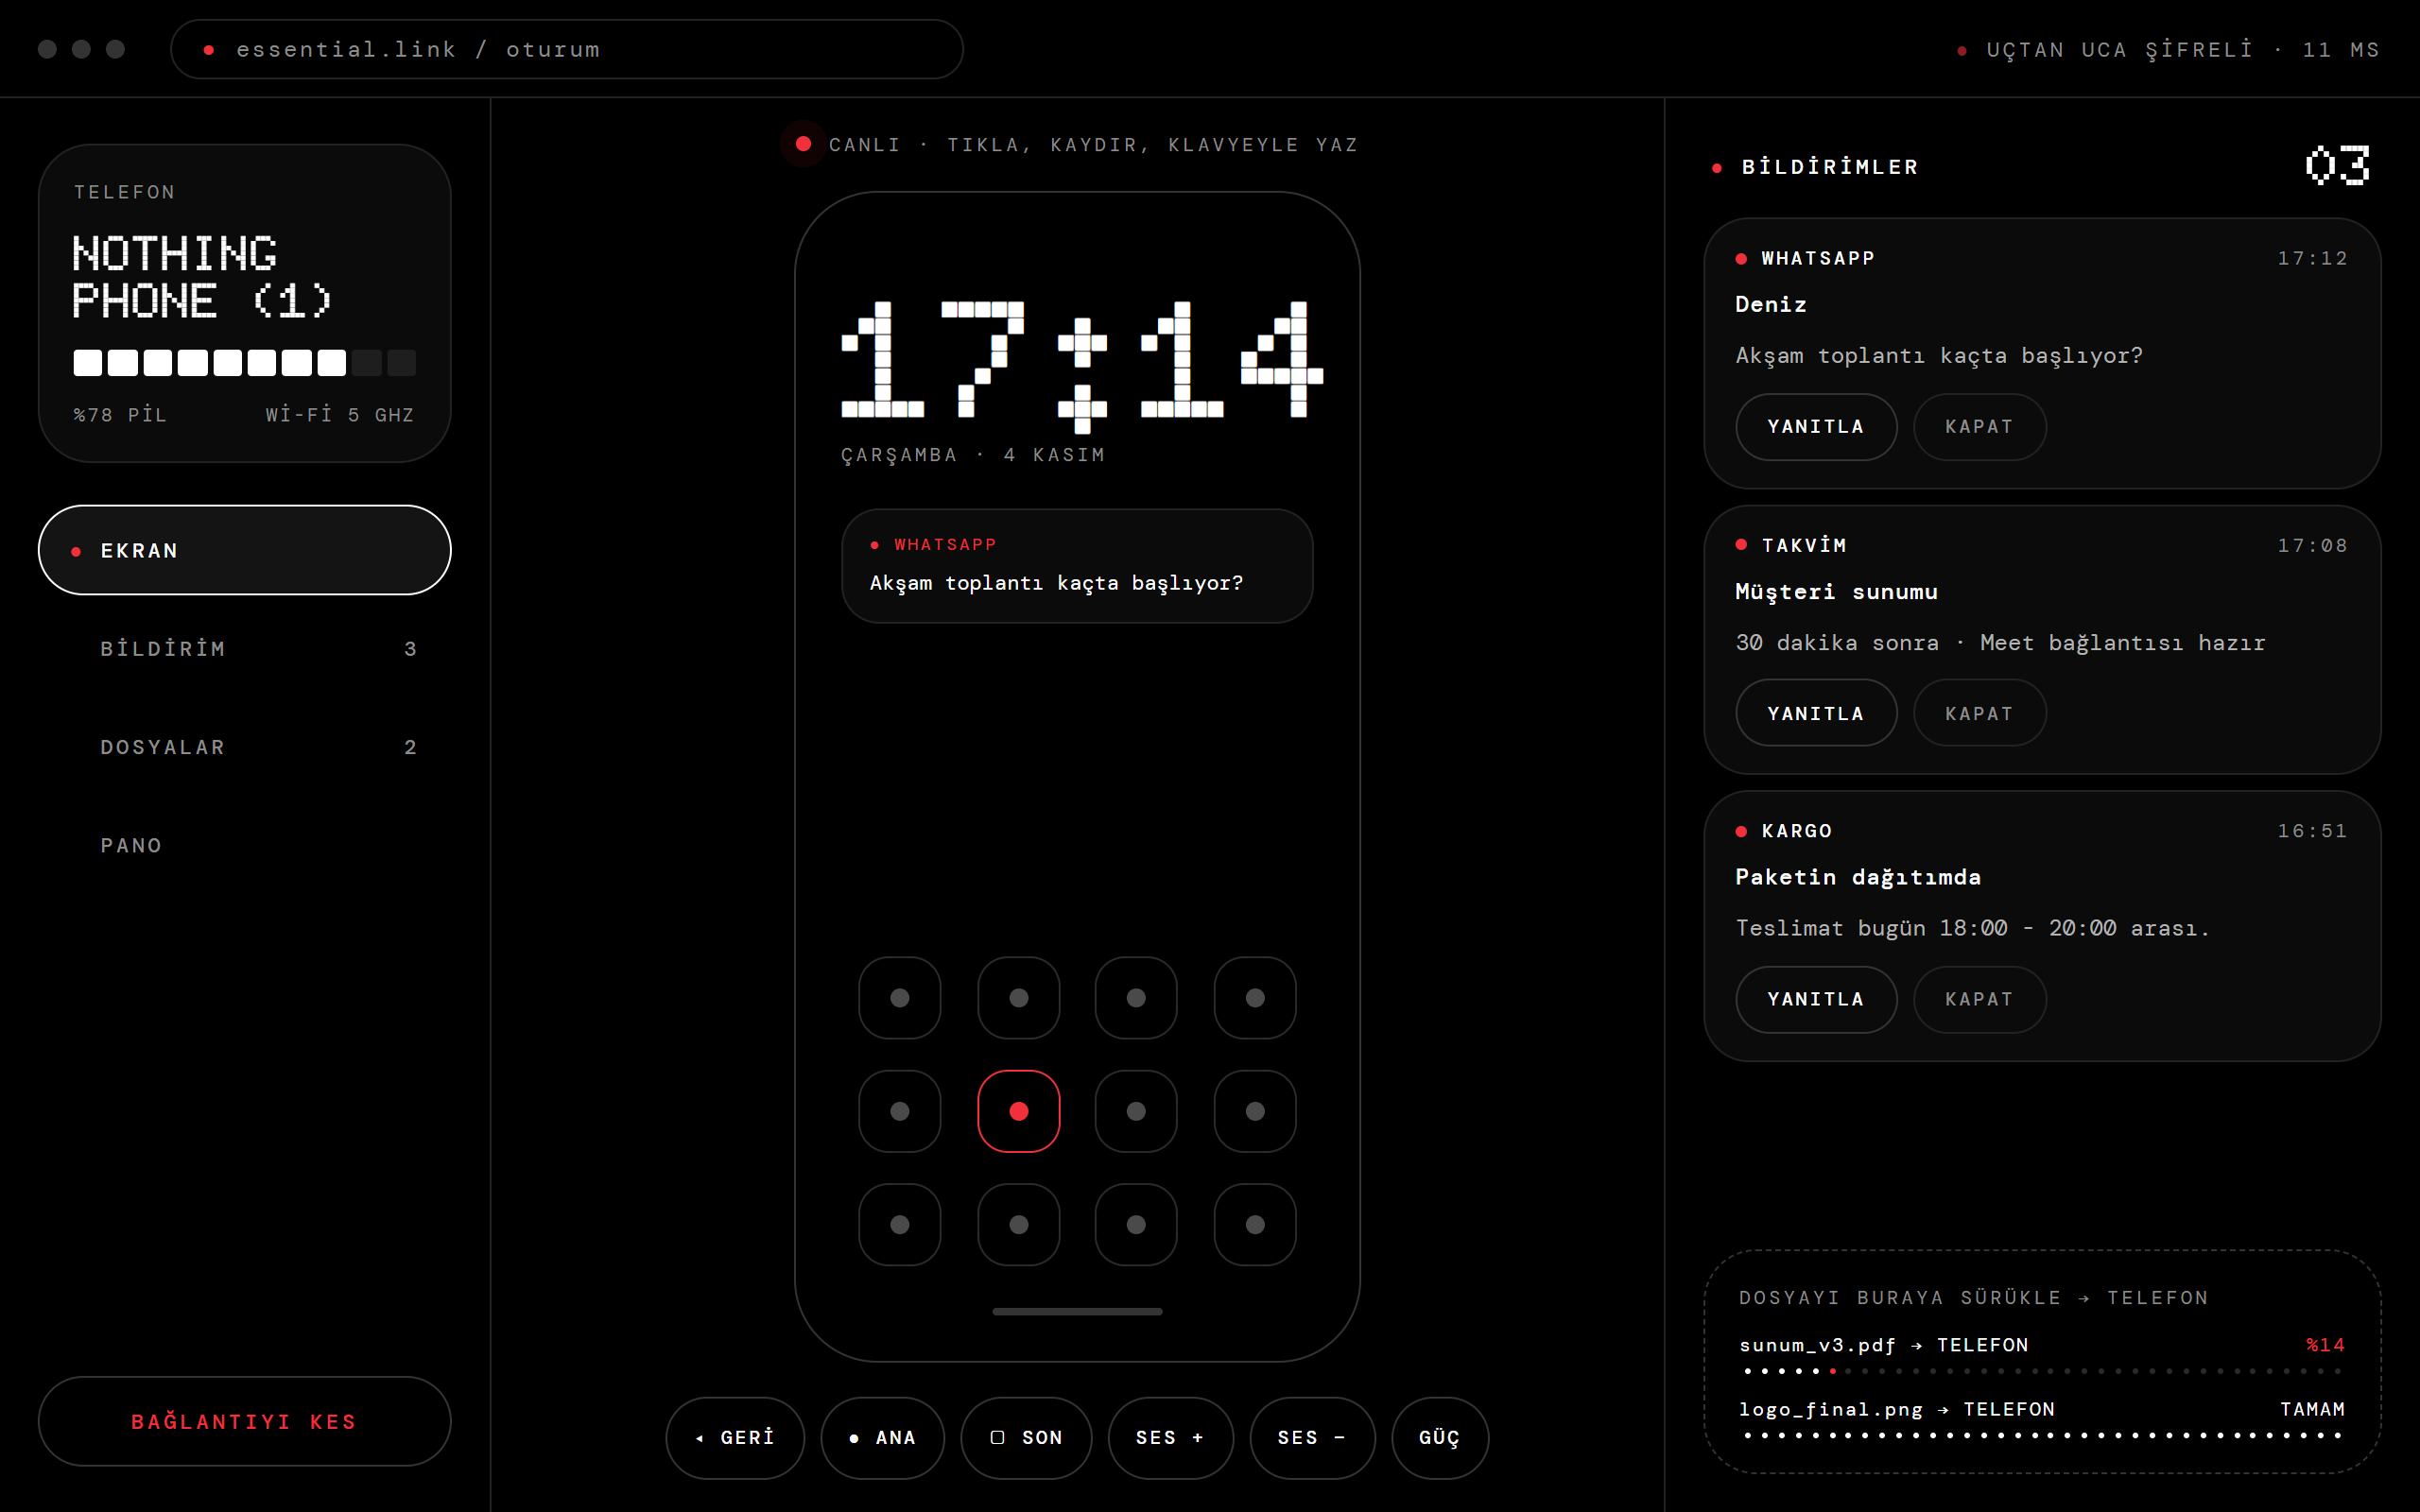 essential.link / oturum
UÇTAN UCA ŞİFRELİ · 11 MS
TELEFON
NOTHING
PHONE (1)
%78 PİL
Wİ-Fİ 5 GHZ
EKRAN
BİLDİRİM 3
DOSYALAR 2
PANO
BAĞLANTIYI KES
CANLI · TIKLA, KAYDIR, KLAVYEYLE YAZ
17:14
ÇARŞAMBA · 4 KASIM
WHATSAPP
Akşam toplantı kaçta başlıyor?
◂ GERİ
● ANA
▢ SON
SES +
SES −
GÜÇ
BİLDİRİMLER 03
WHATSAPP 17:12
Deniz
Akşam toplantı kaçta başlıyor?
YANITLA KAPAT
TAKVİM 17:08
Müşteri sunumu
30 dakika sonra · Meet bağlantısı hazır
YANITLA KAPAT
KARGO 16:51
Paketin dağıtımda
Teslimat bugün 18:00 - 20:00 arası.
YANITLA KAPAT
DOSYAYI BURAYA SÜRÜKLE → TELEFON
sunum_v3.pdf → TELEFON %14
logo_final.png → TELEFON TAMAM